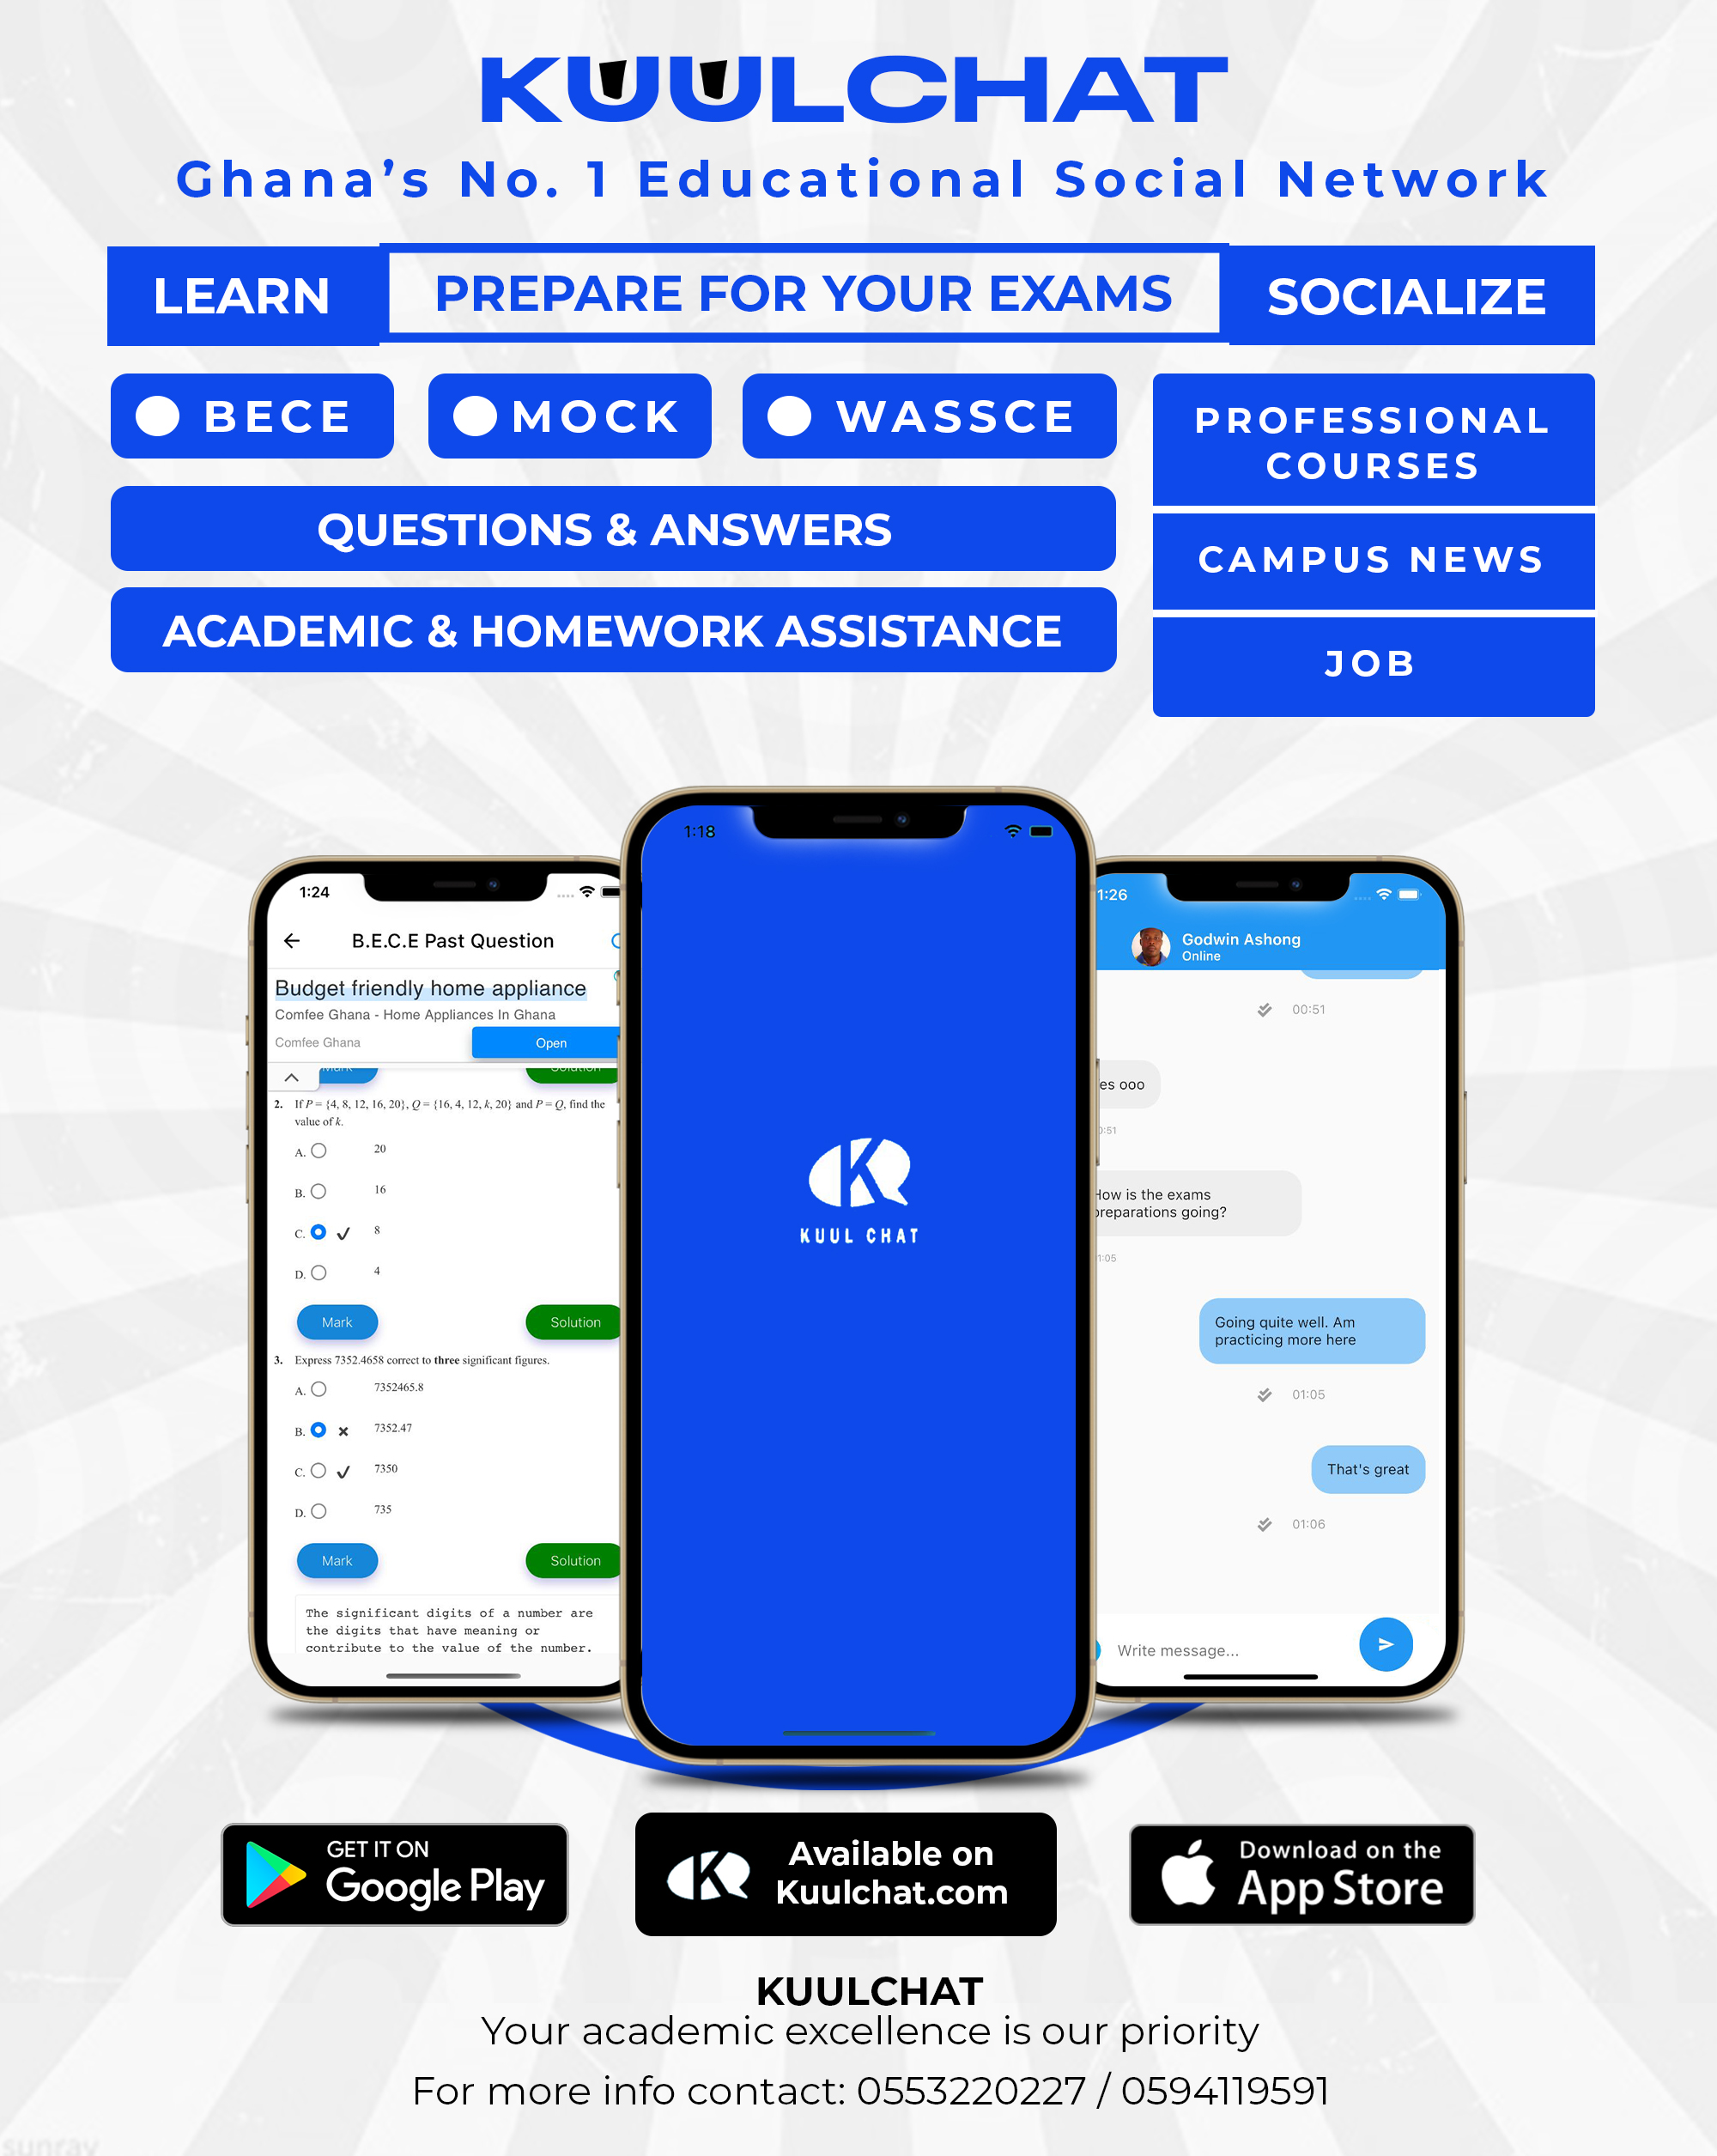 KUULCHAT
Ghana’s No. 1 Educational Social Network
LEARN
PREPARE FOR YOUR EXAMS
SOCIALIZE
BECE
MOCK
WASSCE
QUESTIONS & ANSWERS
ACADEMIC & HOMEWORK ASSISTANCE
PROFESSIONAL
COURSES
CAMPUS NEWS
JOB
1:24
B.E.C.E Past Question
Budget friendly home appliance
Comfee Ghana - Home Appliances In Ghana
Comfee Ghana
Open
Mark
Solution
2. If P = {4, 8, 12, 16, 20}, Q = {16, 4, 12, k, 20} and P = Q, find the
value of k.
A. 20
B. 16
C. ✓ 8
D. 4
Mark
Solution
3. Express 7352.4658 correct to three significant figures.
A. 7352465.8
B. × 7352.47
C. ✓ 7350
D. 735
Mark
Solution
The significant digits of a number are
the digits that have meaning or
contribute to the value of the number.
1:18
KUUL CHAT
1:26
Godwin Ashong
Online
00:51
es ooo
0:51
How is the exams
preparations going?
1:05
Going quite well. Am
practicing more here
01:05
That's great
01:06
Write message...
GET IT ON
Google Play
Available on
Kuulchat.com
Download on the
App Store
KUULCHAT
Your academic excellence is our priority
For more info contact: 0553220227 / 0594119591
sunray